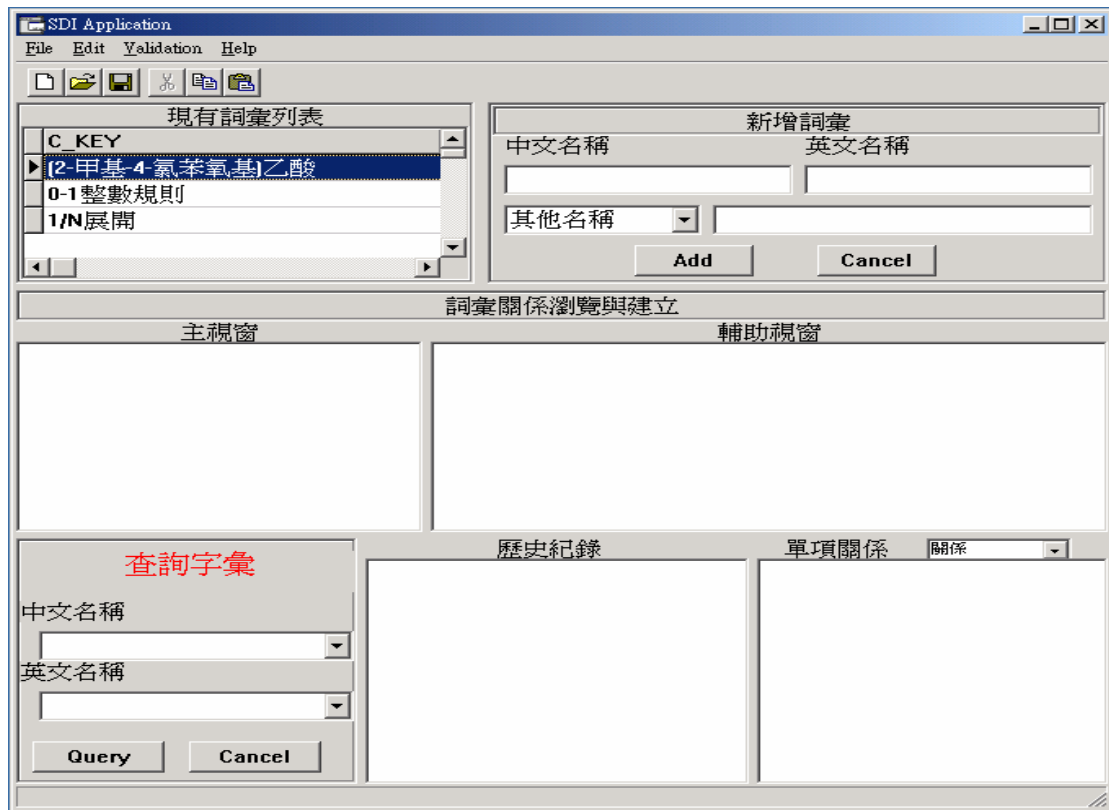 SDI Application
File Edit Validation Help
現有詞彙列表
C_KEY
(2-甲基-4-氯苯氧基)乙酸
0-1整數規則
1/N展開
新增詞彙
中文名稱 英文名稱
其他名稱
Add Cancel
詞彙關係瀏覽與建立
主視窗 輔助視窗
查詢字彙
中文名稱
英文名稱
Query Cancel
歷史紀錄
單項關係 關係